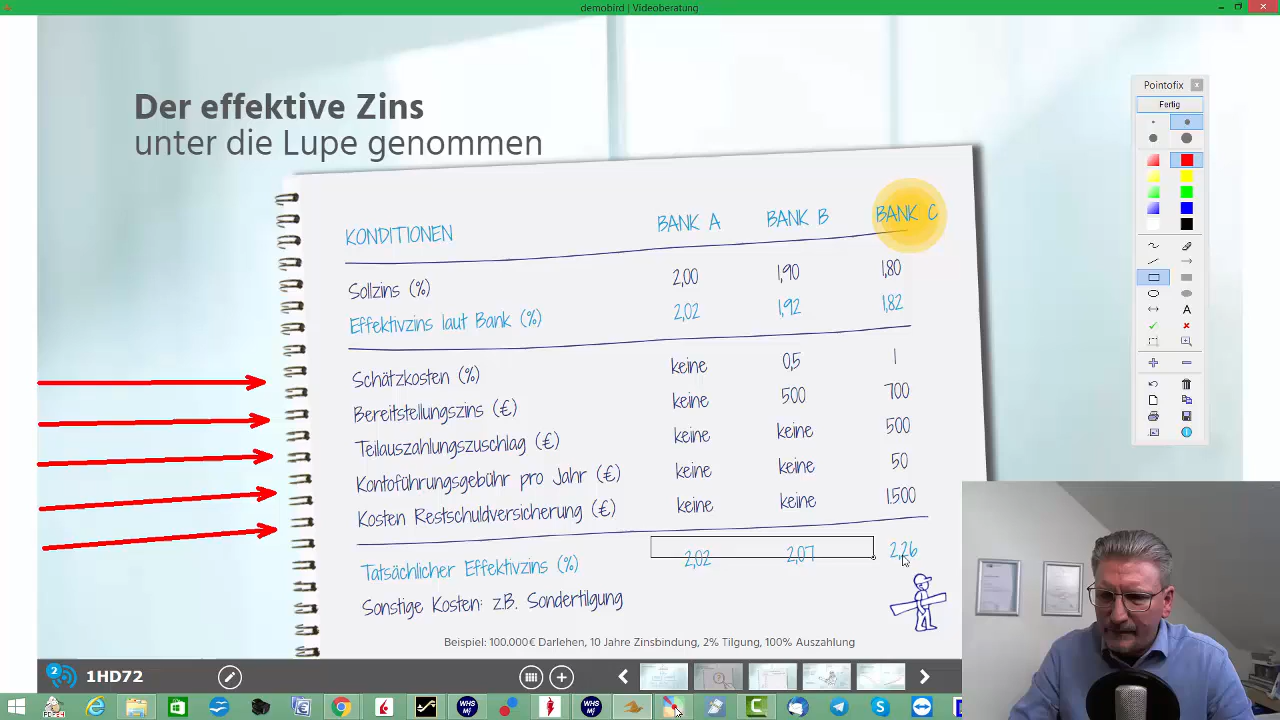 demobird | Videoberatung
Der effektive Zins
unter die Lupe genommen
Pointofix
Fertig
KONDITIONEN BANK A BANK B BANK C
Sollzins (%) 2,00 1,90 1,80
Effektivzins laut Bank (%) 2,02 1,92 1,82
Schätzkosten (%) keine 0,5 1
Bereitstellungszins (€) keine 500 700
Teilauszahlungszuschlag (€) keine keine 500
Kontoführungsgebühr pro Jahr (€) keine keine 50
Kosten Restschuldversicherung (€) keine keine 1.500
Tatsächlicher Effektivzins (%) 2,02 2,07 2,26
Sonstige Kosten: z.B. Sondertilgung
Beispiel: 100.000 € Darlehen, 10 Jahre Zinsbindung, 2% Tilgung, 100% Auszahlung
2 1HD72